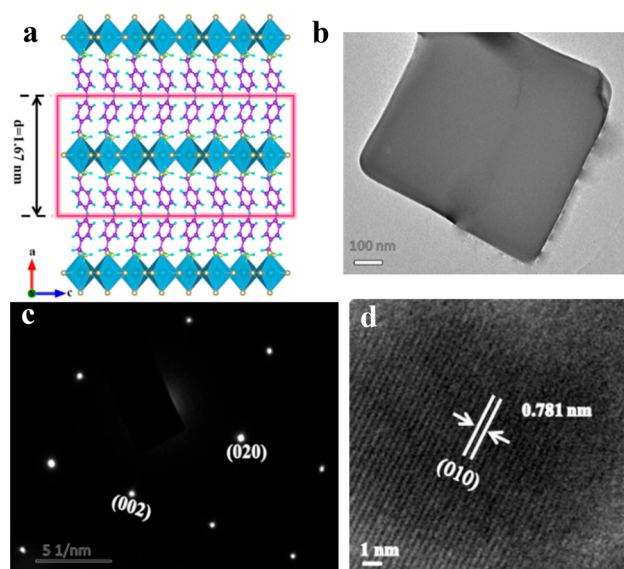 a
d=1.67 nm
a
c
b
100 nm
c
(020)
(002)
5 1/nm
d
0.781 nm
(010)
1 nm